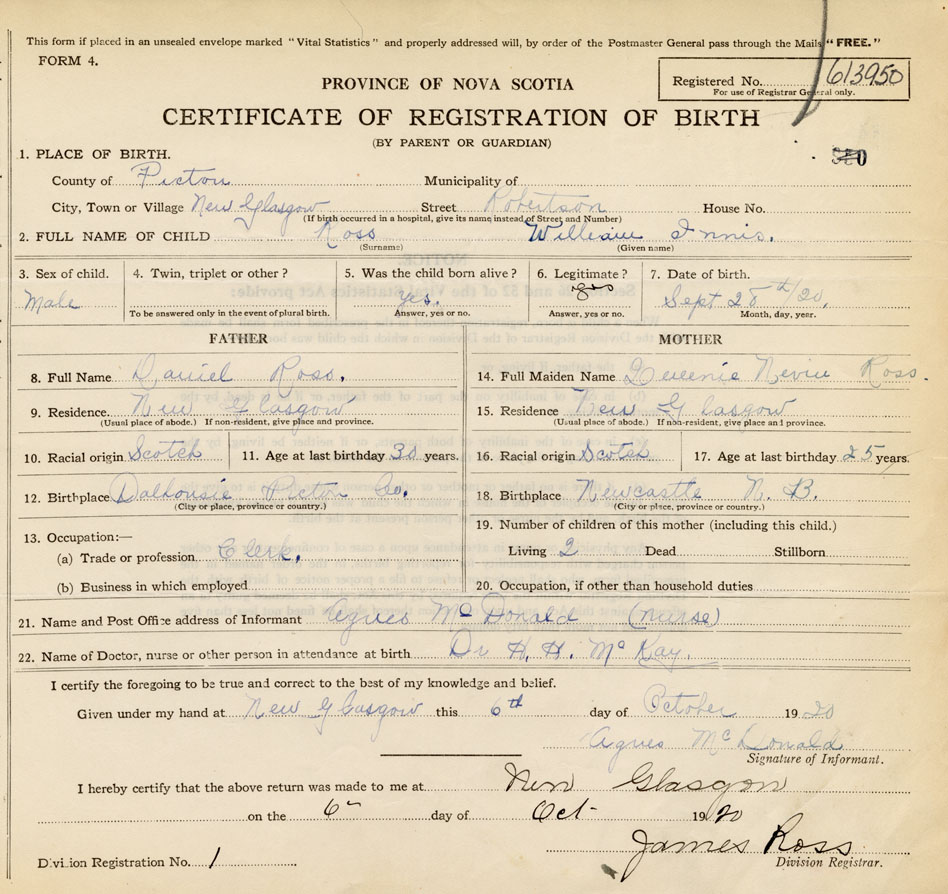 This form if placed in an unsealed envelope marked "Vital Statistics" and properly addressed will, by order of the Postmaster General pass through the Mails "FREE."
FORM 4.
Registered No. 613950
For use of Registrar General only.
PROVINCE OF NOVA SCOTIA
CERTIFICATE OF REGISTRATION OF BIRTH
(BY PARENT OR GUARDIAN)
1. PLACE OF BIRTH.
County of Pictou Municipality of
City, Town or Village New Glasgow Street Robertson House No.
(If birth occurred in a hospital, give its name instead of Street and Number)
2. FULL NAME OF CHILD Ross William Innis.
(Surname) (Given name)
3. Sex of child. 4. Twin, triplet or other? 5. Was the child born alive? 6. Legitimate? 7. Date of birth.
Male yes. yes Sept 28th/20.
To be answered only in the event of plural birth. Answer, yes or no. Answer, yes or no. Month, day, year.
FATHER MOTHER
8. Full Name Daniel Ross. 14. Full Maiden Name Nevin Ross.
9. Residence New Glasgow 15. Residence New Glasgow
(Usual place of abode.) If non-resident, give place and province. (Usual place of abode.) If non-resident, give place and province.
10. Racial origin Scotch 11. Age at last birthday 30 years. 16. Racial origin Scotch 17. Age at last birthday 25 years.
12. Birthplace Dalhousie Pictou Co. 18. Birthplace Newcastle N. B.
(City or place, province or country.) (City or place, province or country.)
13. Occupation:— 19. Number of children of this mother (including this child.)
(a) Trade or profession Clerk. Living 2 Dead Stillborn
(b) Business in which employed 20. Occupation, if other than household duties
21. Name and Post Office address of Informant Agnes McDonald (nurse)
22. Name of Doctor, nurse or other person in attendance at birth Dr H. H. McKay.
I certify the foregoing to be true and correct to the best of my knowledge and belief.
Given under my hand at New Glasgow this 6th day of October 1920
Agnes McDonald
Signature of Informant.
I hereby certify that the above return was made to me at New Glasgow
on the 6th day of Oct 1920
James Ross
Division Registration No. 1 Division Registrar.